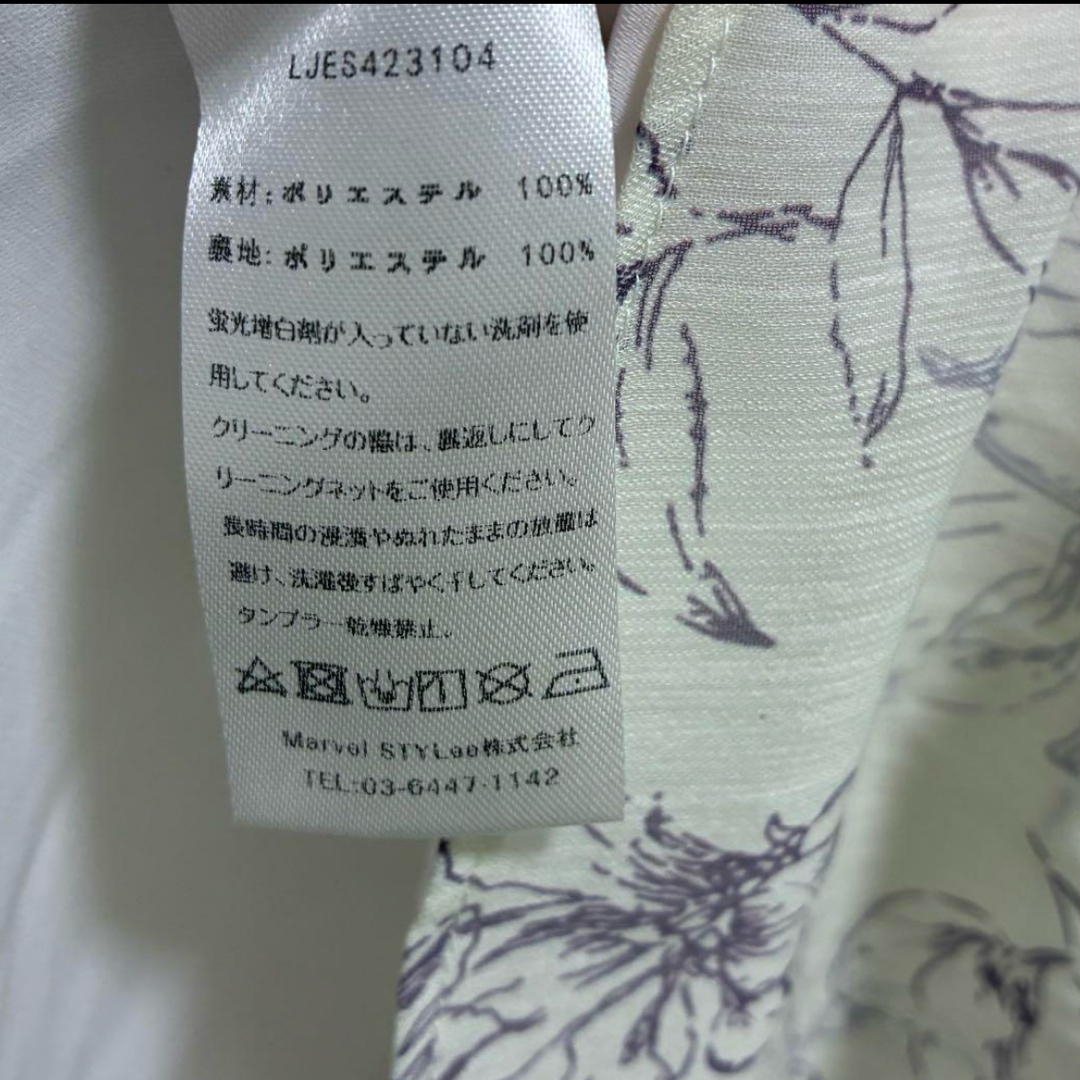 LJES423104
素材:ポリエステル 100%
裏地:ポリエステル 100%
蛍光増白剤が入っていない洗剤を使
用してください。
クリーニングの際は、裏返しにしてク
リーニングネットをご使用ください。
長時間の浸漬やぬれたままの放置は
避け、洗濯後すばやく干してください。
タンブラー乾燥禁止。
Marvel STYLee株式会社
TEL:03-6447-1142